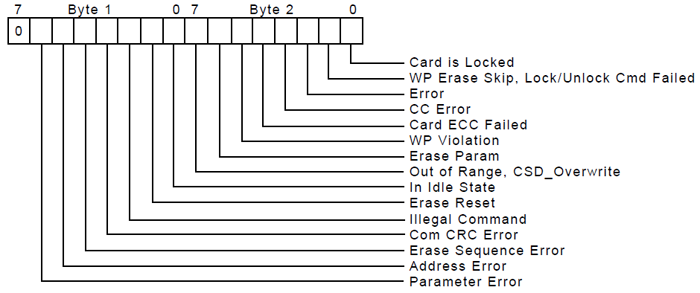 7 Byte 1 0 7 Byte 2 0
0
Card is Locked
WP Erase Skip, Lock/Unlock Cmd Failed
Error
CC Error
Card ECC Failed
WP Violation
Erase Param
Out of Range, CSD_Overwrite
In Idle State
Erase Reset
Illegal Command
Com CRC Error
Erase Sequence Error
Address Error
Parameter Error